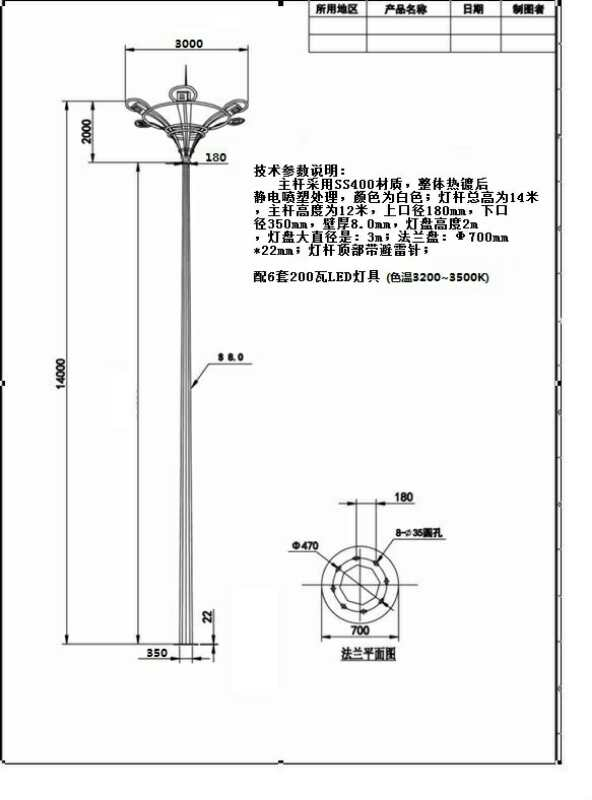 所用地区 产品名称 日期 制图者
3000
2000
180
技术参数说明:
主杆采用SS400材质，整体热镀后
静电喷塑处理，颜色为白色；灯杆总高为14米
，主杆高度为12米，上口径180mm，下口
径350mm，壁厚8.0mm，灯盘高度2m
，灯盘大直径是：3m；法兰盘：Φ700mm
*22mm；灯杆顶部带避雷针；
配6套200瓦LED灯具 (色温3200~3500K)
14000
δ 8.0
180
8-⌀35圆孔
Φ470
22
350
700
法兰平面图